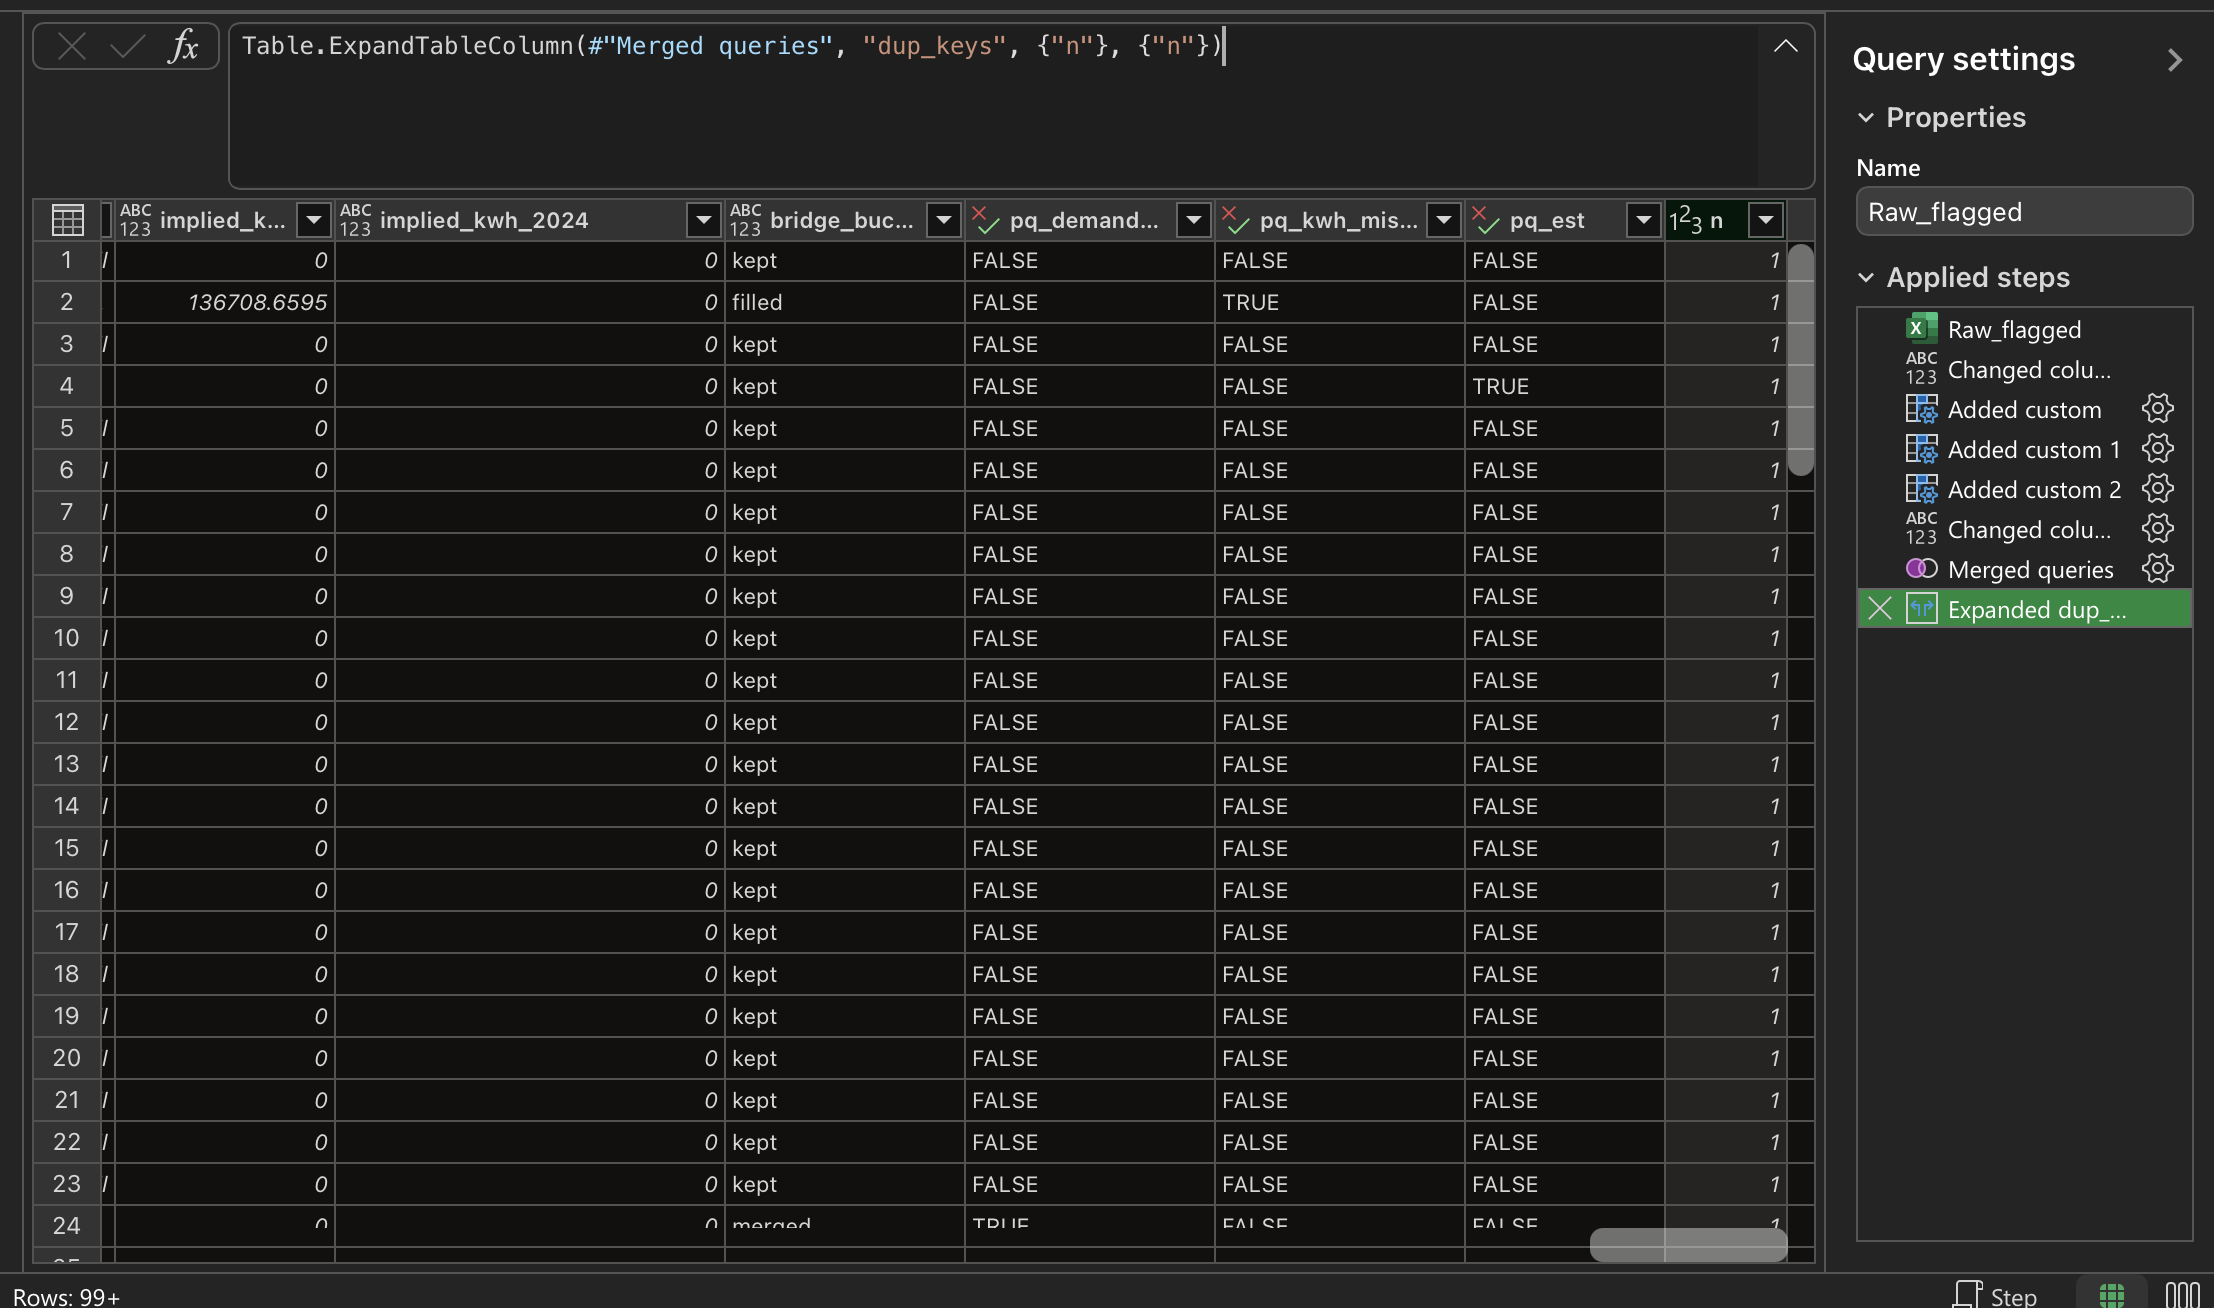 fx Table.ExpandTableColumn(#"Merged queries", "dup_keys", {"n"}, {"n"})
ABC 123 implied_k... ABC 123 implied_kwh_2024 ABC 123 bridge_buc... pq_demand... pq_kwh_mis... pq_est 123 n
1 0 0 kept FALSE FALSE FALSE 1
2 136708.6595 0 filled FALSE TRUE FALSE 1
3 0 0 kept FALSE FALSE FALSE 1
4 0 0 kept FALSE FALSE TRUE 1
5 0 0 kept FALSE FALSE FALSE 1
6 0 0 kept FALSE FALSE FALSE 1
7 0 0 kept FALSE FALSE FALSE 1
8 0 0 kept FALSE FALSE FALSE 1
9 0 0 kept FALSE FALSE FALSE 1
10 0 0 kept FALSE FALSE FALSE 1
11 0 0 kept FALSE FALSE FALSE 1
12 0 0 kept FALSE FALSE FALSE 1
13 0 0 kept FALSE FALSE FALSE 1
14 0 0 kept FALSE FALSE FALSE 1
15 0 0 kept FALSE FALSE FALSE 1
16 0 0 kept FALSE FALSE FALSE 1
17 0 0 kept FALSE FALSE FALSE 1
18 0 0 kept FALSE FALSE FALSE 1
19 0 0 kept FALSE FALSE FALSE 1
20 0 0 kept FALSE FALSE FALSE 1
21 0 0 kept FALSE FALSE FALSE 1
22 0 0 kept FALSE FALSE FALSE 1
23 0 0 kept FALSE FALSE FALSE 1
24 0 0 merged TRUE FALSE FALSE 1
Rows: 99+
Query settings
Properties
Name
Raw_flagged
Applied steps
X Raw_flagged
ABC 123 Changed colu...
Added custom
Added custom 1
Added custom 2
ABC 123 Changed colu...
Merged queries
Expanded dup_...
Step